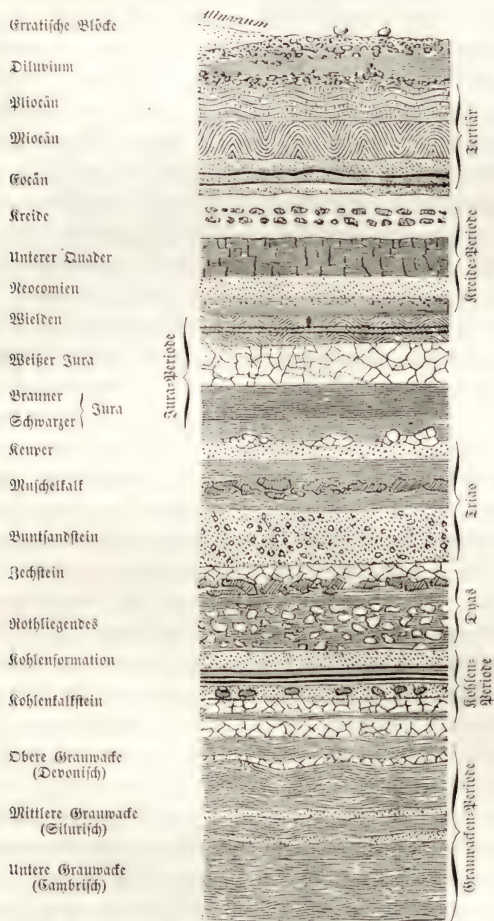 Alluvium
Erratiſche Blöcke
Diluvium
Pliocän
Miocän
Eocän
Tertiär
Kreide
Unterer Quader
Neocomien
Kreide-Periode
Wielden
Weißer Jura
Brauner
Schwarzer
Jura
Jura-Periode
Keuper
Muſchelkalk
Buntſandſtein
Trias
Zechſtein
Rothliegendes
Dyas
Kohlenformation
Kohlenkalkſtein
Kohlen-
Periode
Obere Grauwacke
(Devoniſch)
Mittlere Grauwacke
(Siluriſch)
Untere Grauwacke
(Cambriſch)
Grauwacken-Periode